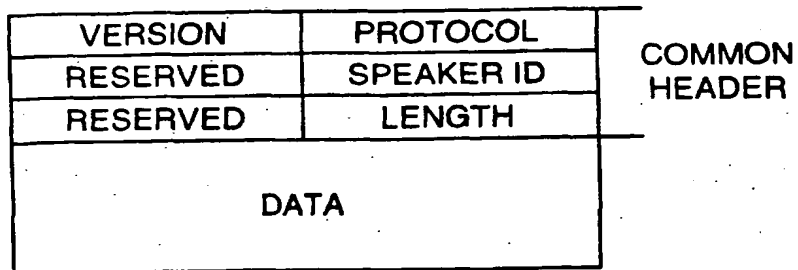 VERSION PROTOCOL
RESERVED SPEAKER ID
RESERVED LENGTH
COMMON
HEADER
DATA